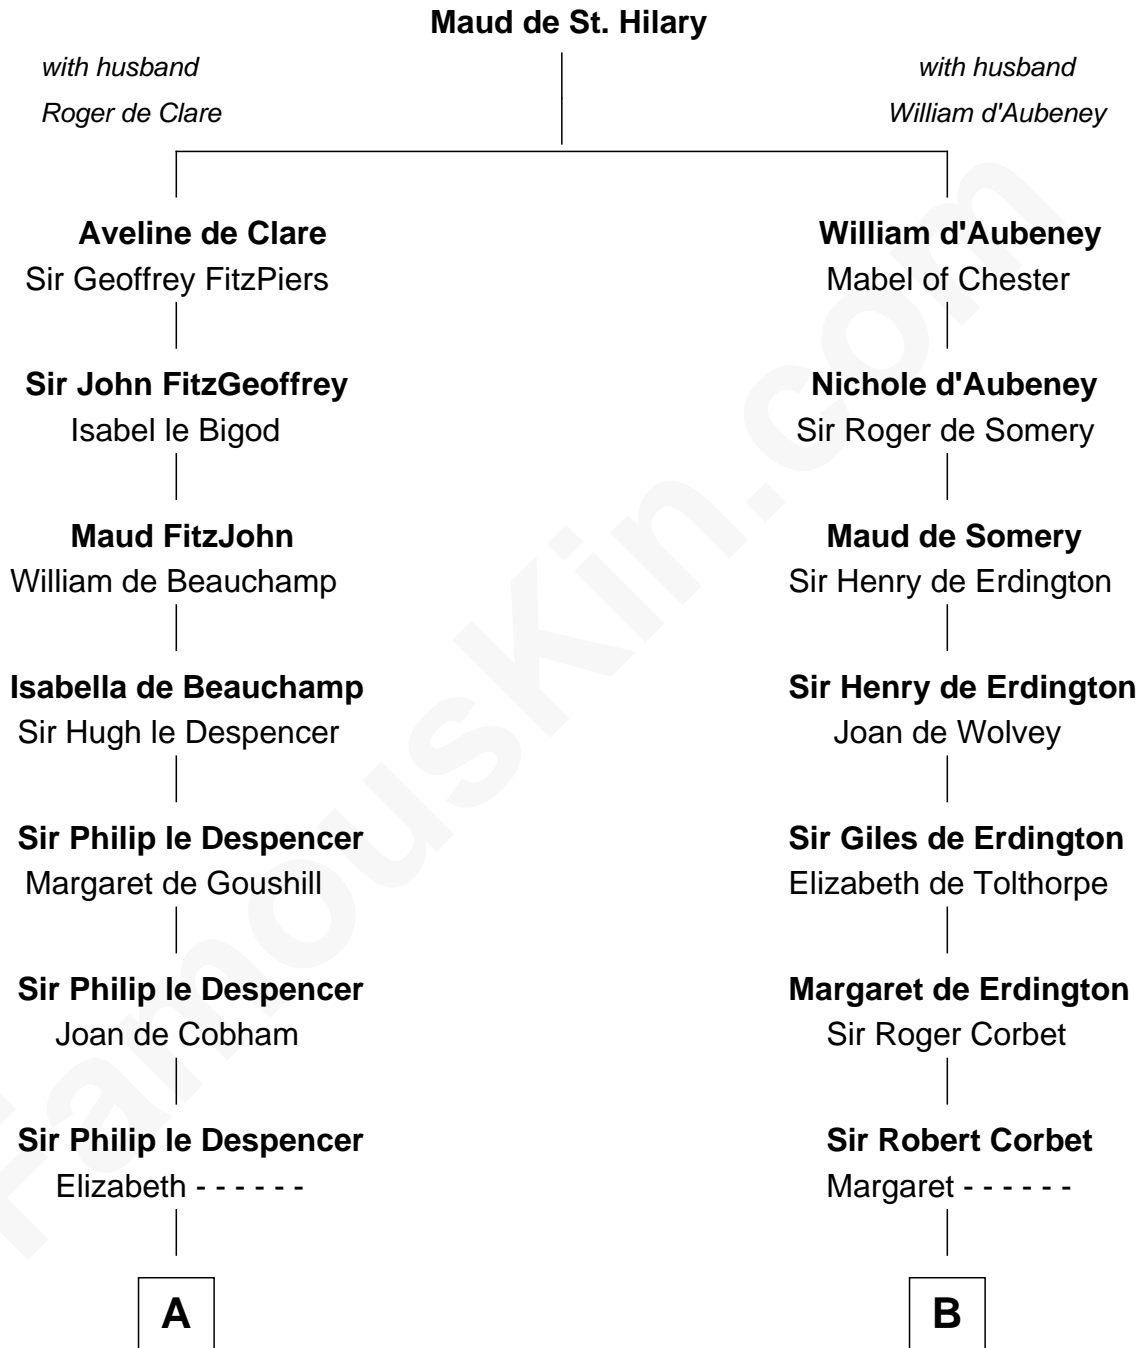 Maud de St. Hilary
with husband
Roger de Clare
with husband
William d'Aubeney
Aveline de Clare
Sir Geoffrey FitzPiers
William d'Aubeney
Mabel of Chester
Sir John FitzGeoffrey
Isabel le Bigod
Nichole d'Aubeney
Sir Roger de Somery
Maud FitzJohn
William de Beauchamp
Maud de Somery
Sir Henry de Erdington
Isabella de Beauchamp
Sir Hugh le Despencer
Sir Henry de Erdington
Joan de Wolvey
Sir Philip le Despencer
Margaret de Goushill
Sir Giles de Erdington
Elizabeth de Tolthorpe
Sir Philip le Despencer
Joan de Cobham
Margaret de Erdington
Sir Roger Corbet
Sir Philip le Despencer
Elizabeth - - - - - -
Sir Robert Corbet
Margaret - - - - - -
A
B
FamousKin.com